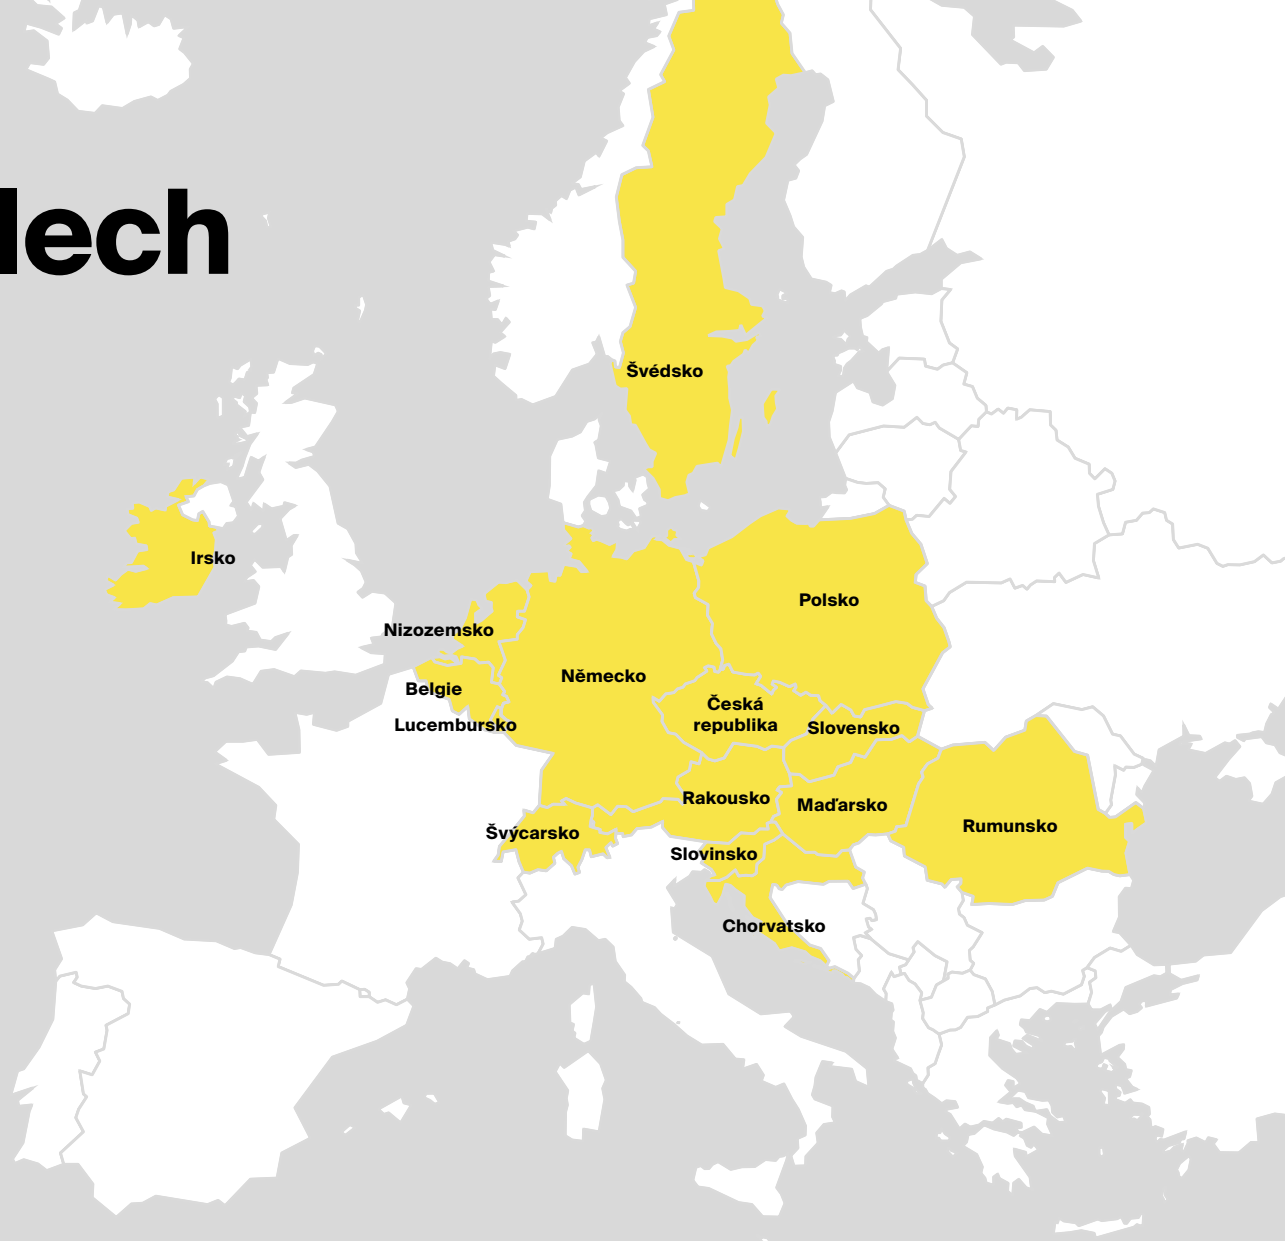 lech
Švédsko
Irsko
Polsko
Nizozemsko
Německo
Belgie
Česká
republika
Lucembursko
Slovensko
Rakousko
Maďarsko
Rumunsko
Švýcarsko
Slovinsko
Chorvatsko